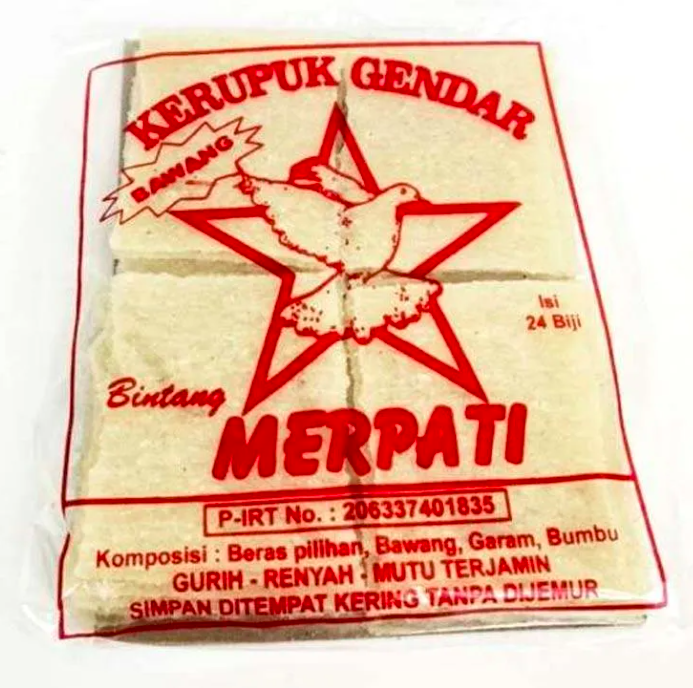 KERUPUK GENDAR
BAWANG
Isi
24 Biji
Bintang
MERPATI
P-IRT No. : 206337401835
Komposisi : Beras pilihan, Bawang, Garam, Bumbu
GURIH - RENYAH - MUTU TERJAMIN
SIMPAN DITEMPAT KERING TANPA DIJEMUR